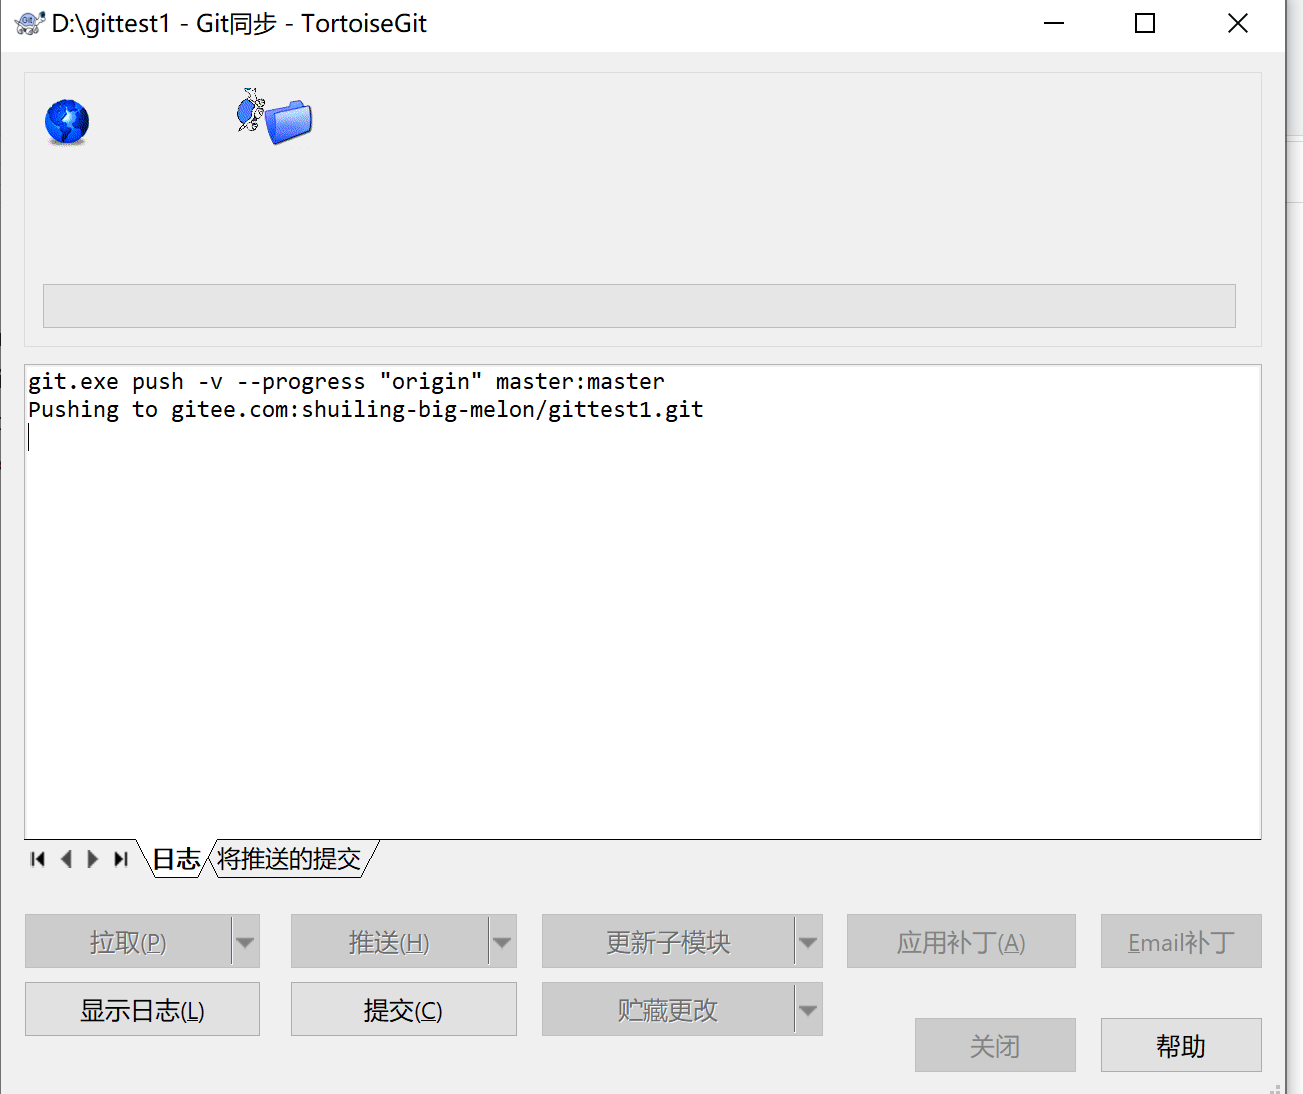 D:\gittest1 - Git同步 - TortoiseGit
git.exe push -v --progress "origin" master:master
Pushing to gitee.com:shuiling-big-melon/gittest1.git
日志 将推送的提交
拉取(P) 推送(H) 更新子模块 应用补丁(A) Email补丁
显示日志(L) 提交(C) 贮藏更改
关闭 帮助